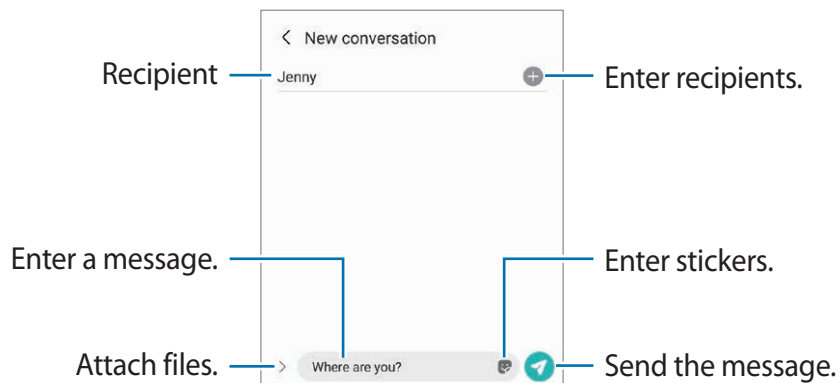 New conversation
Recipient
Jenny
Enter recipients.
Enter a message.
Enter stickers.
Attach files.
Where are you?
Send the message.